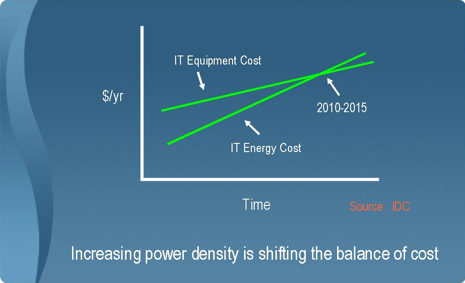 IT Equipment Cost
$/yr
2010-2015
IT Energy Cost
Time
Source: IDC
Increasing power density is shifting the balance of cost